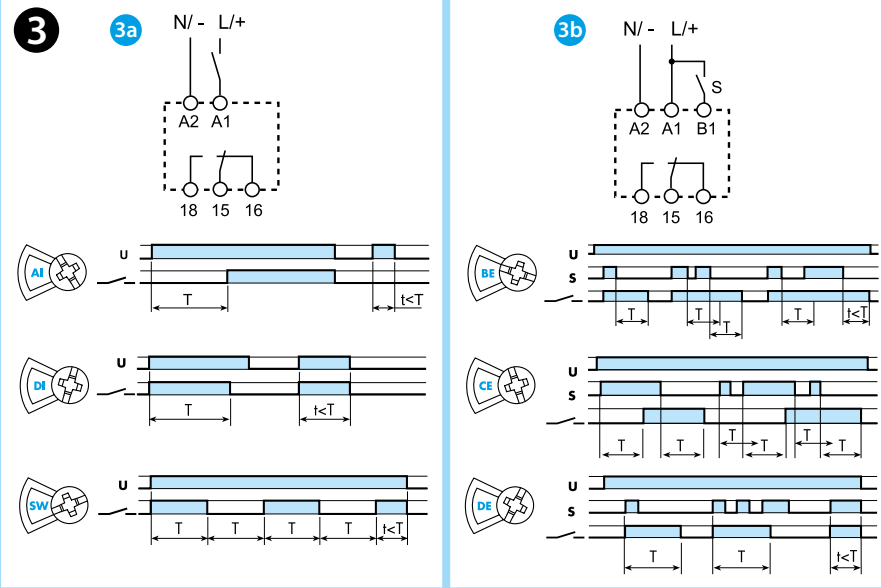 3
3a
N/ - L/+
A2 A1
18 15 16
AI
U
T
t<T
DI
U
T
t<T
SW
U
T T T T t<T
3b
N/ - L/+
S
A2 A1 B1
18 15 16
BE
U
S
T T T t<T
T
CE
U
S
T T T T T T
DE
U
S
T T t<T